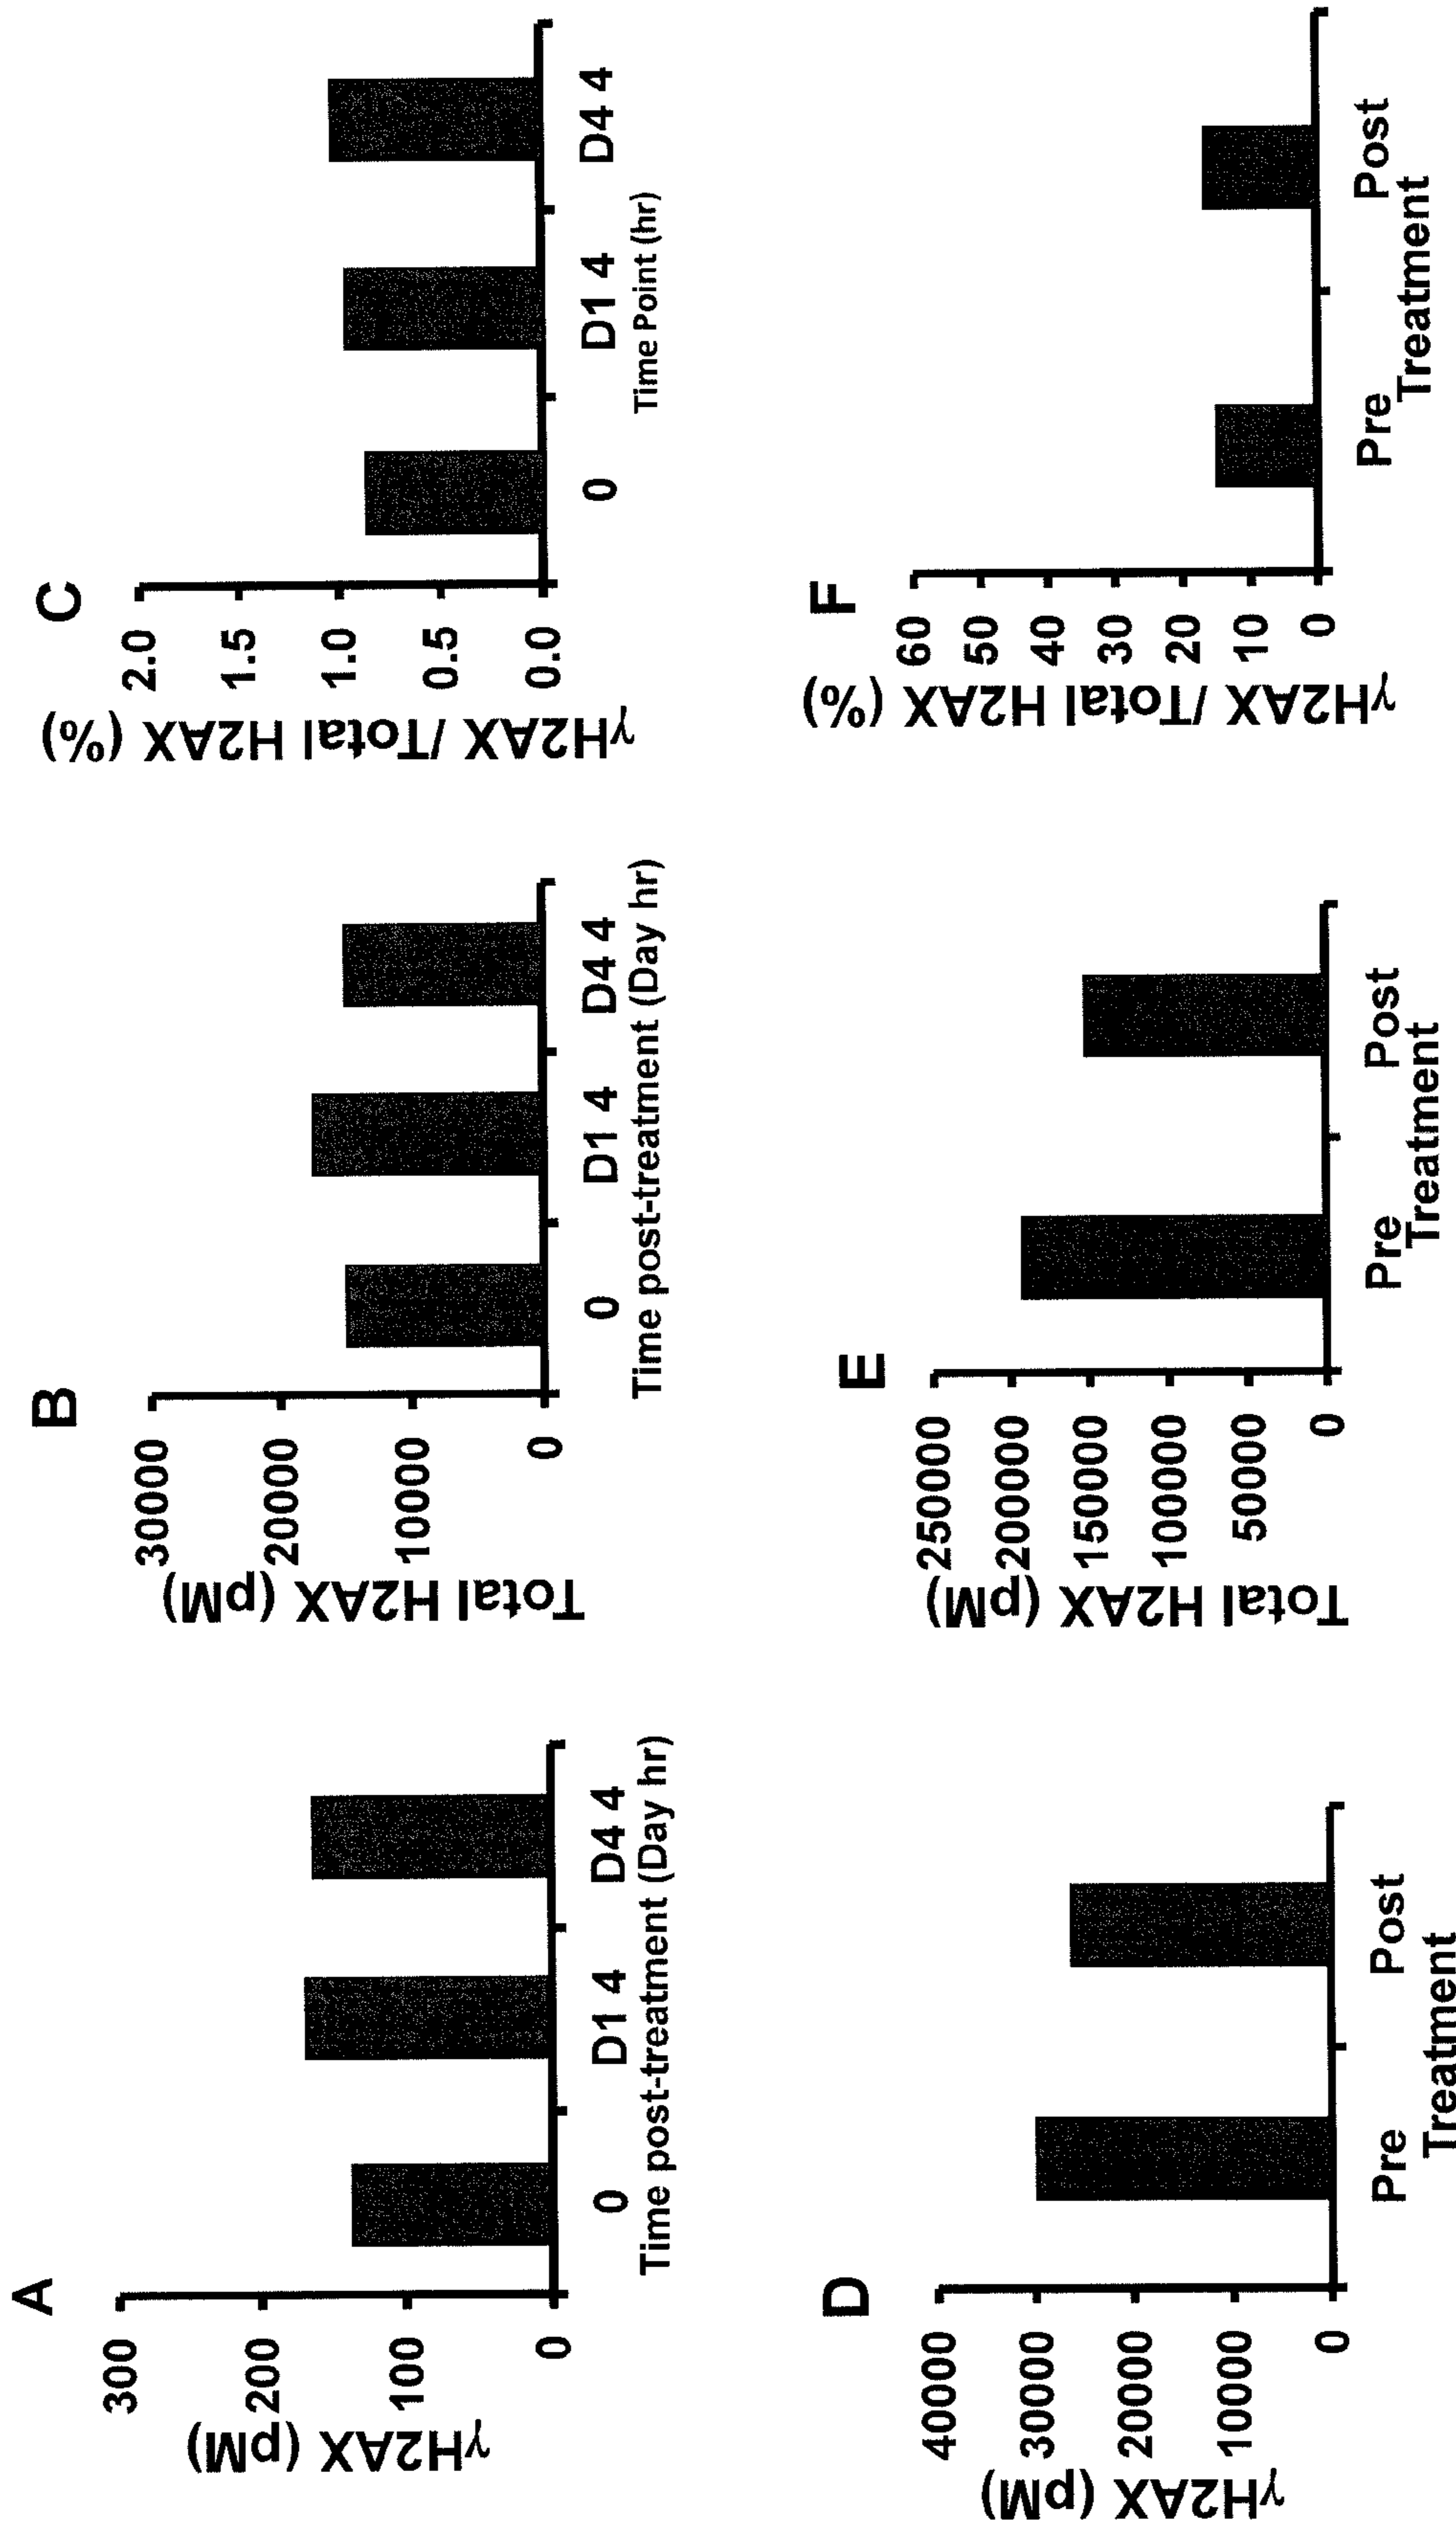 A
γH2AX (pM)
300
200
100
0
0 D1 4 D4 4
Time post-treatment (Day hr)
B
Total H2AX (pM)
30000
20000
10000
0
0 D1 4 D4 4
Time post-treatment (Day hr)
C
γH2AX /Total H2AX (%)
2.0
1.5
1.0
0.5
0.0
0 D1 4 D4 4
Time Point (hr)
D
γH2AX (pM)
40000
30000
20000
10000
0
Pre Post
Treatment
E
Total H2AX (pM)
250000
200000
150000
100000
50000
0
Pre Post
Treatment
F
γH2AX /Total H2AX (%)
60
50
40
30
20
10
0
Pre Post
Treatment